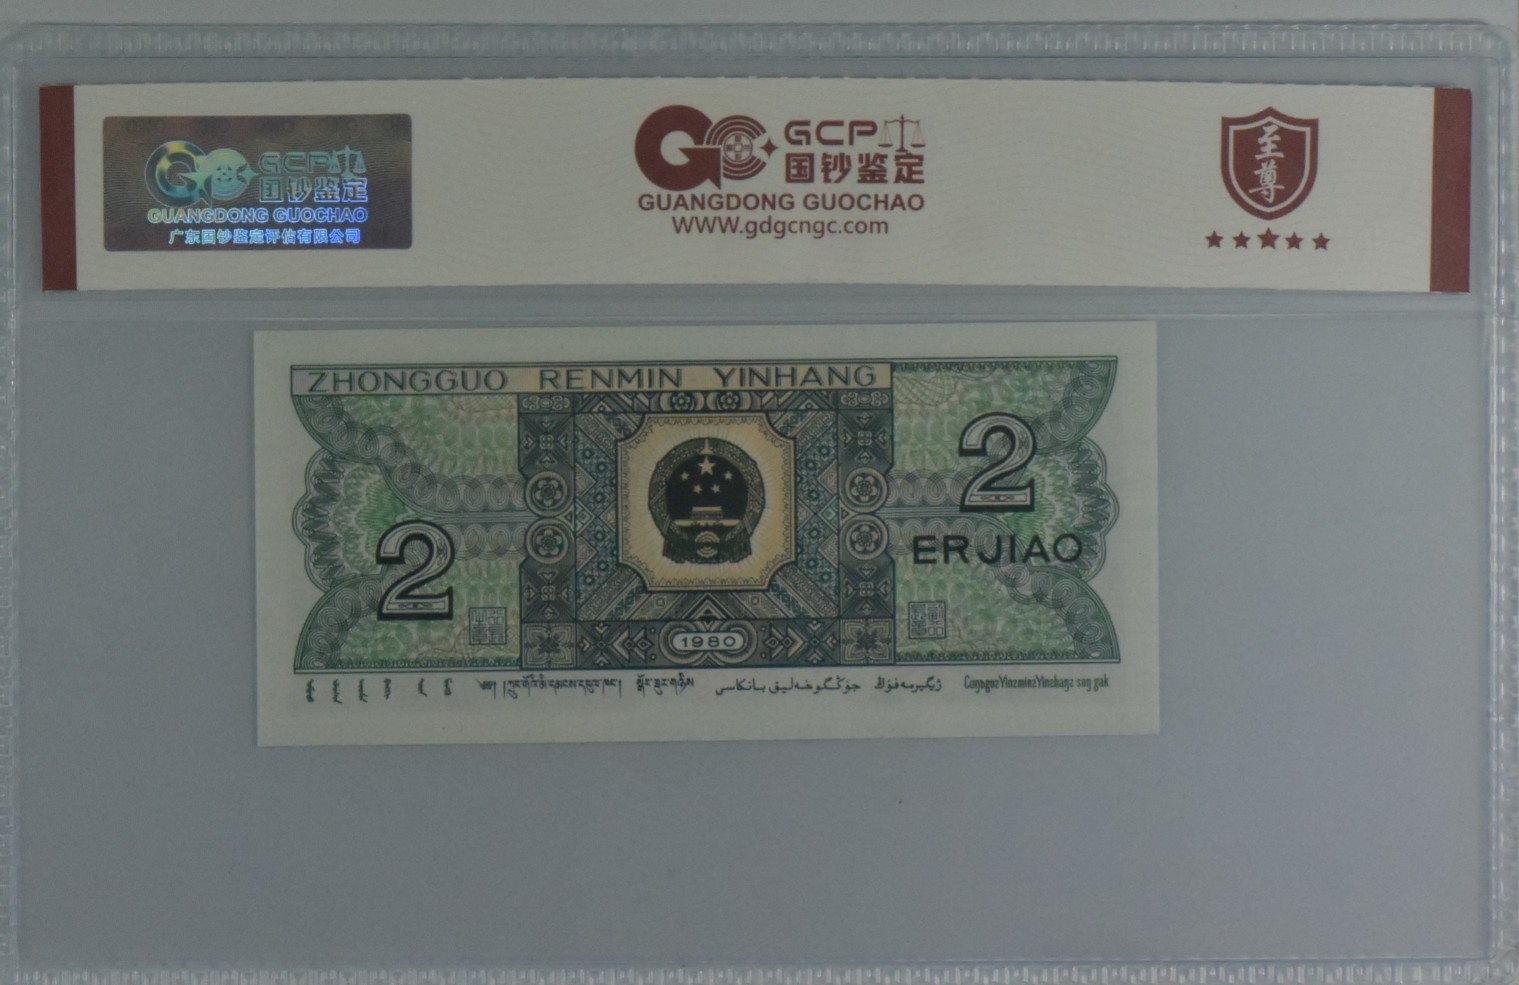 GCP
国钞鉴定
GUANGDONG GUOCHAO
广东国钞鉴定评估有限公司
GCP
国钞鉴定
GUANGDONG GUOCHAO
WWW.gdgcngc.com
至尊
ZHONGGUO RENMIN YINHANG
2
2
ERJIAO
1980
جۇڭگوخەلىق بانكاسى